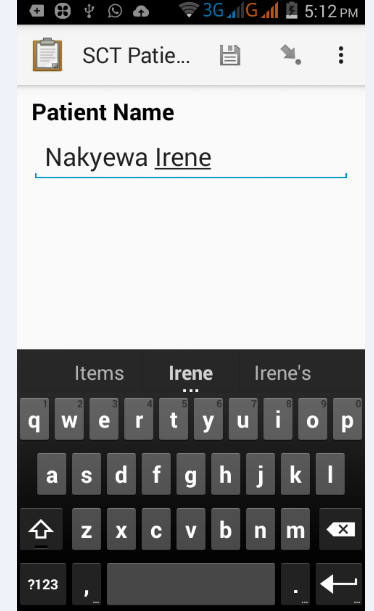 3G G 5:12 PM
SCT Patie...
Patient Name
Nakyewa Irene
Items Irene Irene's
1 2 3 4 5 6 7 8 9 0
q w e r t y u i o p
a s d f g h j k l
z x c v b n m
?123 , .